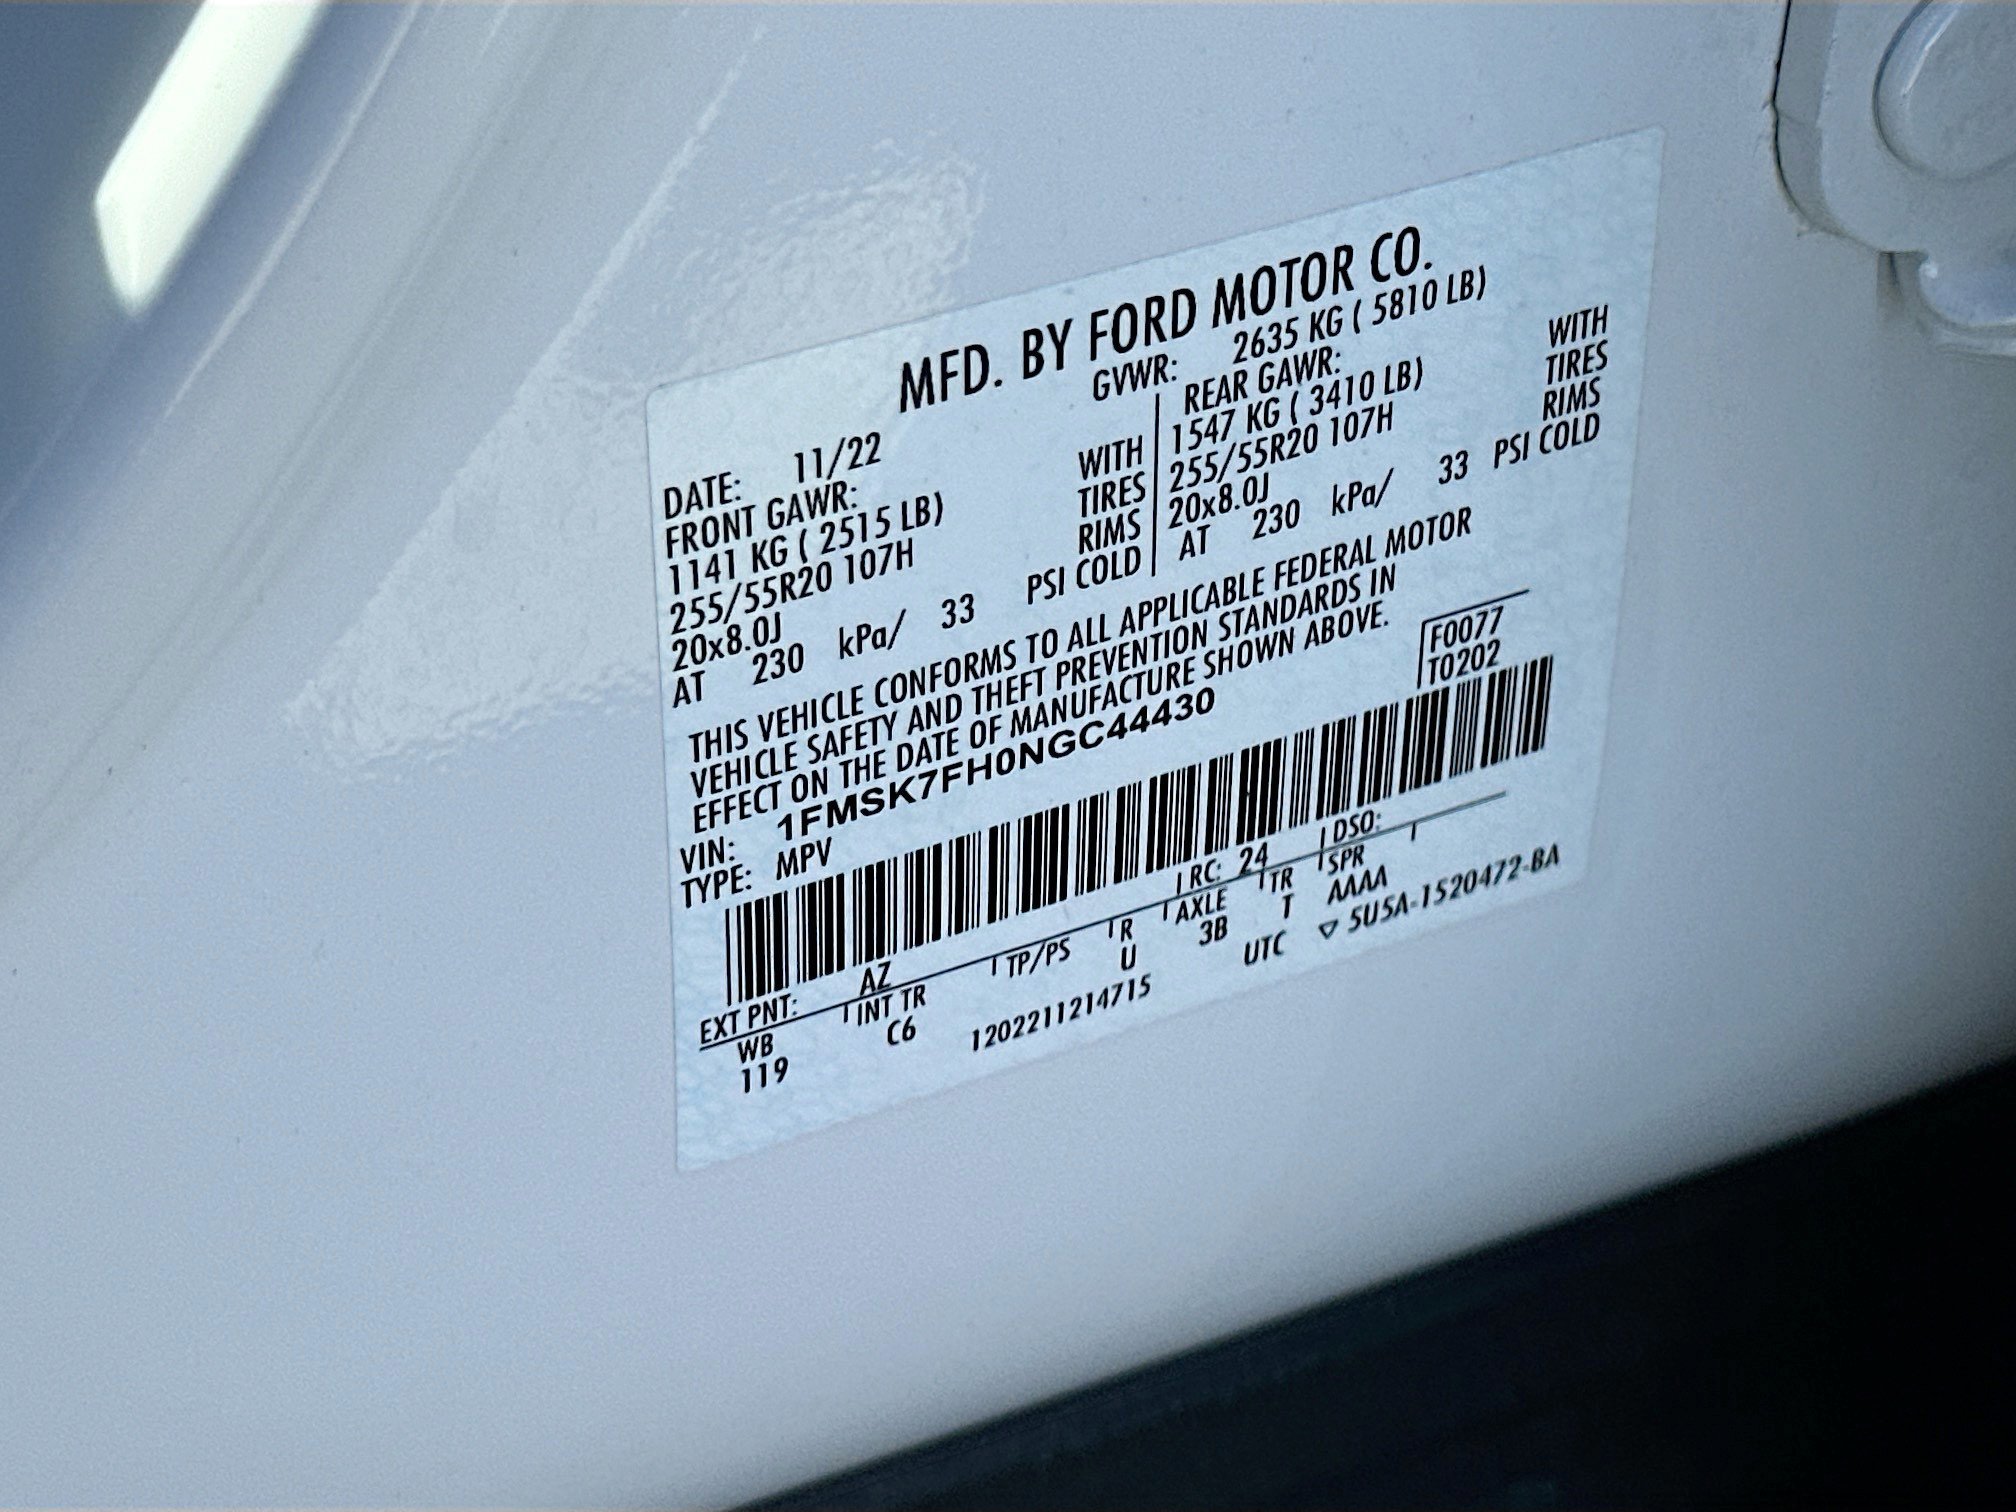 MFD. BY FORD MOTOR CO.
DATE: 11/22 GVWR: 2635 KG ( 5810 LB)
FRONT GAWR: REAR GAWR:
1141 KG ( 2515 LB) WITH 1547 KG ( 3410 LB) WITH
255/55R20 107H TIRES 255/55R20 107H TIRES
20x8.0J RIMS 20x8.0J RIMS
AT 230 kPa/ 33 PSI COLD AT 230 kPa/ 33 PSI COLD
THIS VEHICLE CONFORMS TO ALL APPLICABLE FEDERAL MOTOR
VEHICLE SAFETY AND THEFT PREVENTION STANDARDS IN
EFFECT ON THE DATE OF MANUFACTURE SHOWN ABOVE.
VIN: 1FMSK7FH0NGC44430 F0077
TYPE: MPV T0202
EXT PNT: AZ RC: 24 DSO:
WB INT TR TP/PS R AXLE TR SPR
119 C6 U 3B T AAAA
1202211214715 UTC ▽ 5U5A-1520472-BA